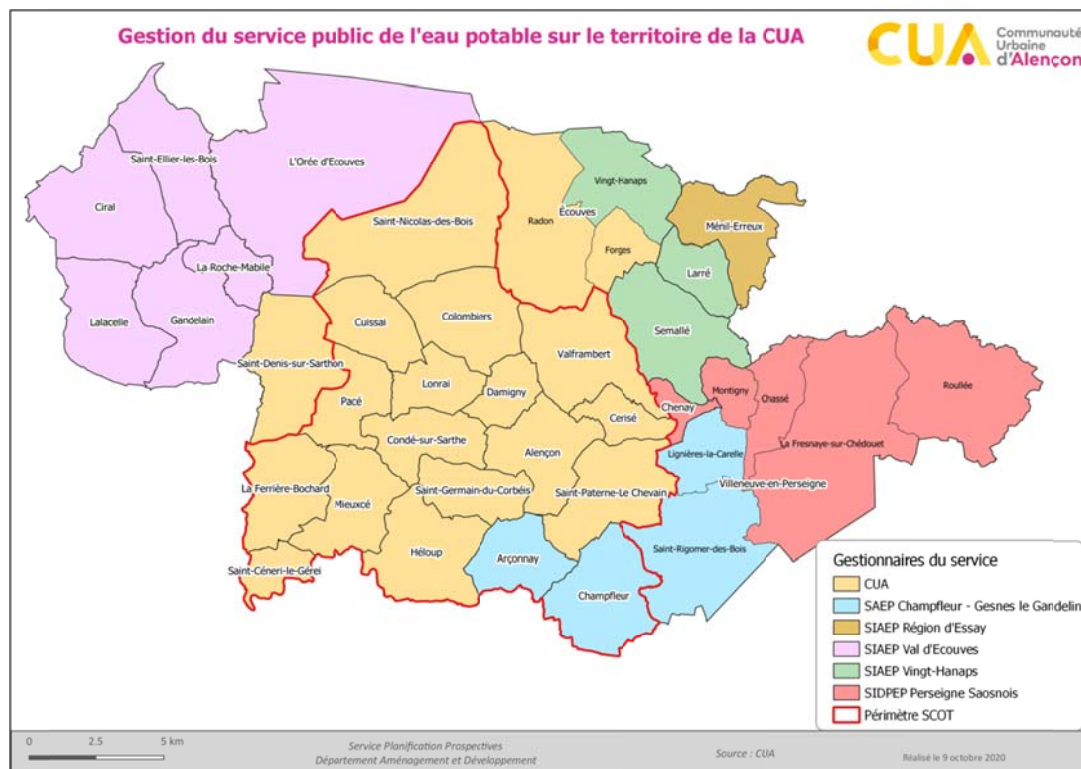 Gestion du service public de l'eau potable sur le territoire de la CUA
CUA
Communauté
Urbaine
d'Alençon
Saint-Ellier-les-Bois
L'Orée d'Ecouves
Ciral
La Roche-Mabile
Lalacelle
Gandelain
Saint-Nicolas-des-Bois
Radon
Écouves
Vingt-Hanaps
Forges
Ménil-Erreux
Larré
Semallé
Cuissai
Colombiers
Valframbert
Saint-Denis-sur-Sarthon
Pacé
Lonrai
Damigny
Cerisé
Chenay
Montigny
Chassé
Roullée
La Fresnaye-sur-Chédouet
Condé-sur-Sarthe
Alençon
Lignières-la-Carelle
La Ferrière-Bochard
Mieuxcé
Saint-Germain-du-Corbéis
Saint-Paterne-Le Chevain
Villeneuve-en-Perseigne
Héloup
Arçonnay
Saint-Rigomer-des-Bois
Saint-Céneri-le-Gérei
Champfleur
Gestionnaires du service
CUA
SAEP Champfleur - Gesnes le Gandelin
SIAEP Région d'Essay
SIAEP Val d'Ecouves
SIAEP Vingt-Hanaps
SIDPEP Perseigne Saosnois
Périmètre SCOT
0 2.5 5 km
Service Planification Prospectives
Département Aménagement et Développement
Source : CUA
Réalisé le 9 octobre 2020